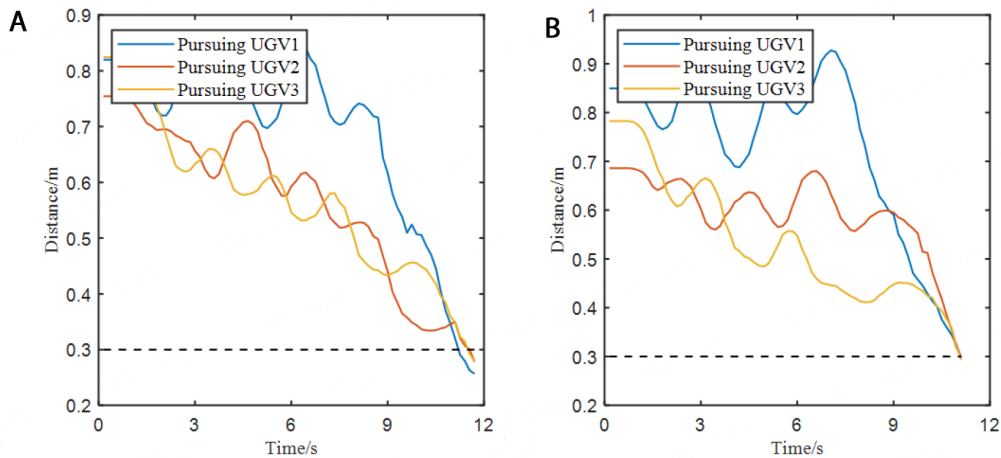 A
0.9
0.8
0.7
0.6
0.5
0.4
0.3
0.2
Distance/m
Pursuing UGV1
Pursuing UGV2
Pursuing UGV3
0 3 6 9 12
Time/s
B
1
0.9
0.8
0.7
0.6
0.5
0.4
0.3
0.2
Distance/m
Pursuing UGV1
Pursuing UGV2
Pursuing UGV3
0 3 6 9 12
Time/s